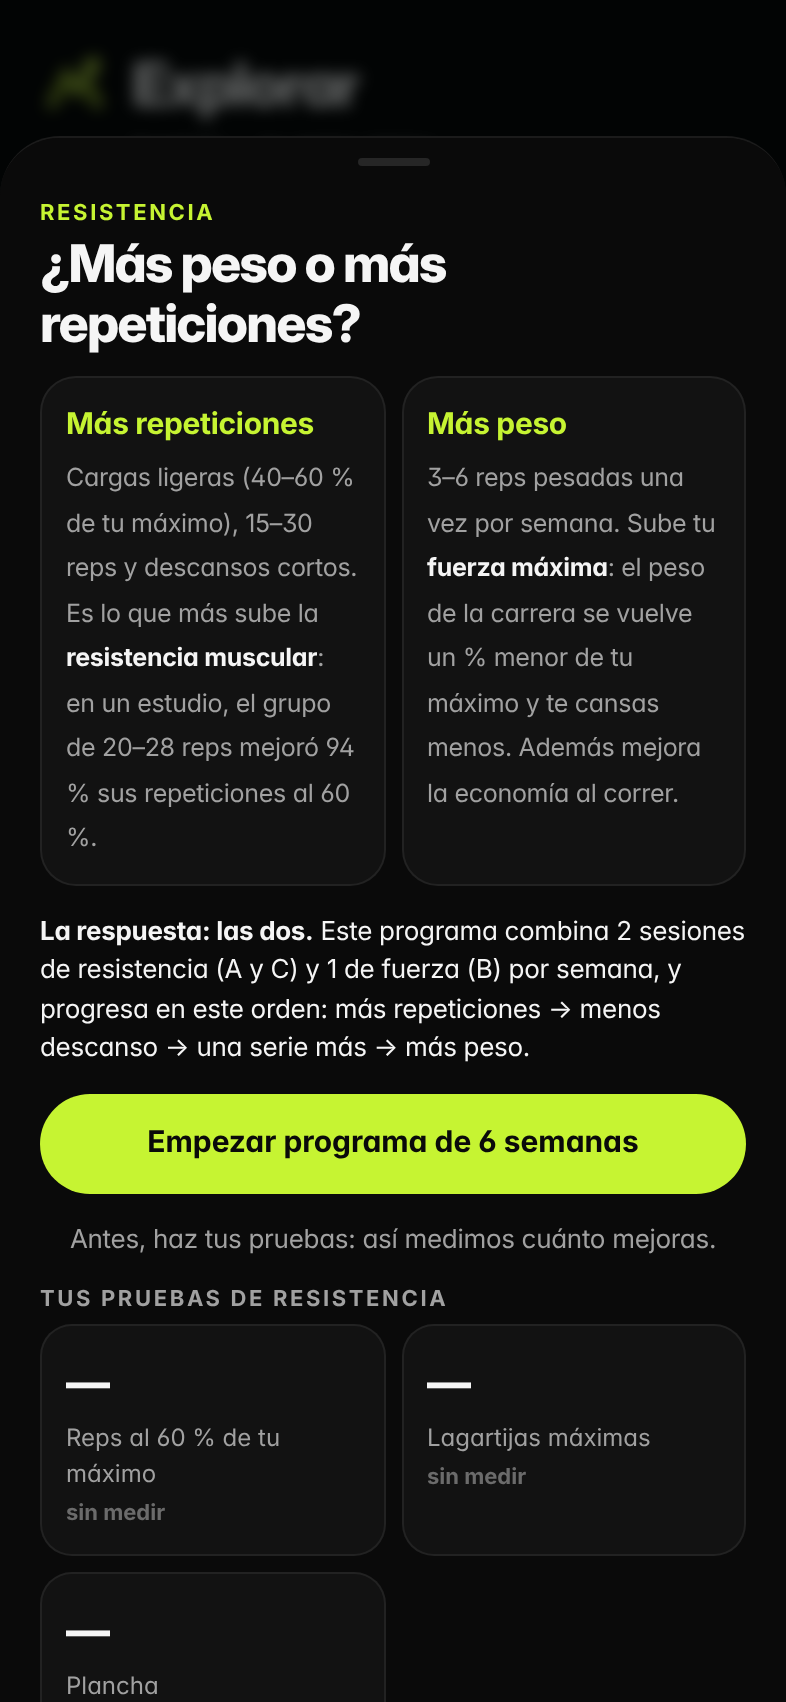 Explorar
RESISTENCIA
¿Más peso o más
repeticiones?
Más repeticiones
Cargas ligeras (40–60 %
de tu máximo), 15–30
reps y descansos cortos.
Es lo que más sube la
resistencia muscular:
en un estudio, el grupo
de 20–28 reps mejoró 94
% sus repeticiones al 60
%.
Más peso
3–6 reps pesadas una
vez por semana. Sube tu
fuerza máxima: el peso
de la carrera se vuelve
un % menor de tu
máximo y te cansas
menos. Además mejora
la economía al correr.
La respuesta: las dos. Este programa combina 2 sesiones
de resistencia (A y C) y 1 de fuerza (B) por semana, y
progresa en este orden: más repeticiones → menos
descanso → una serie más → más peso.
Empezar programa de 6 semanas
Antes, haz tus pruebas: así medimos cuánto mejoras.
TUS PRUEBAS DE RESISTENCIA
—
Reps al 60 % de tu
máximo
sin medir
—
Lagartijas máximas
sin medir
—
Plancha